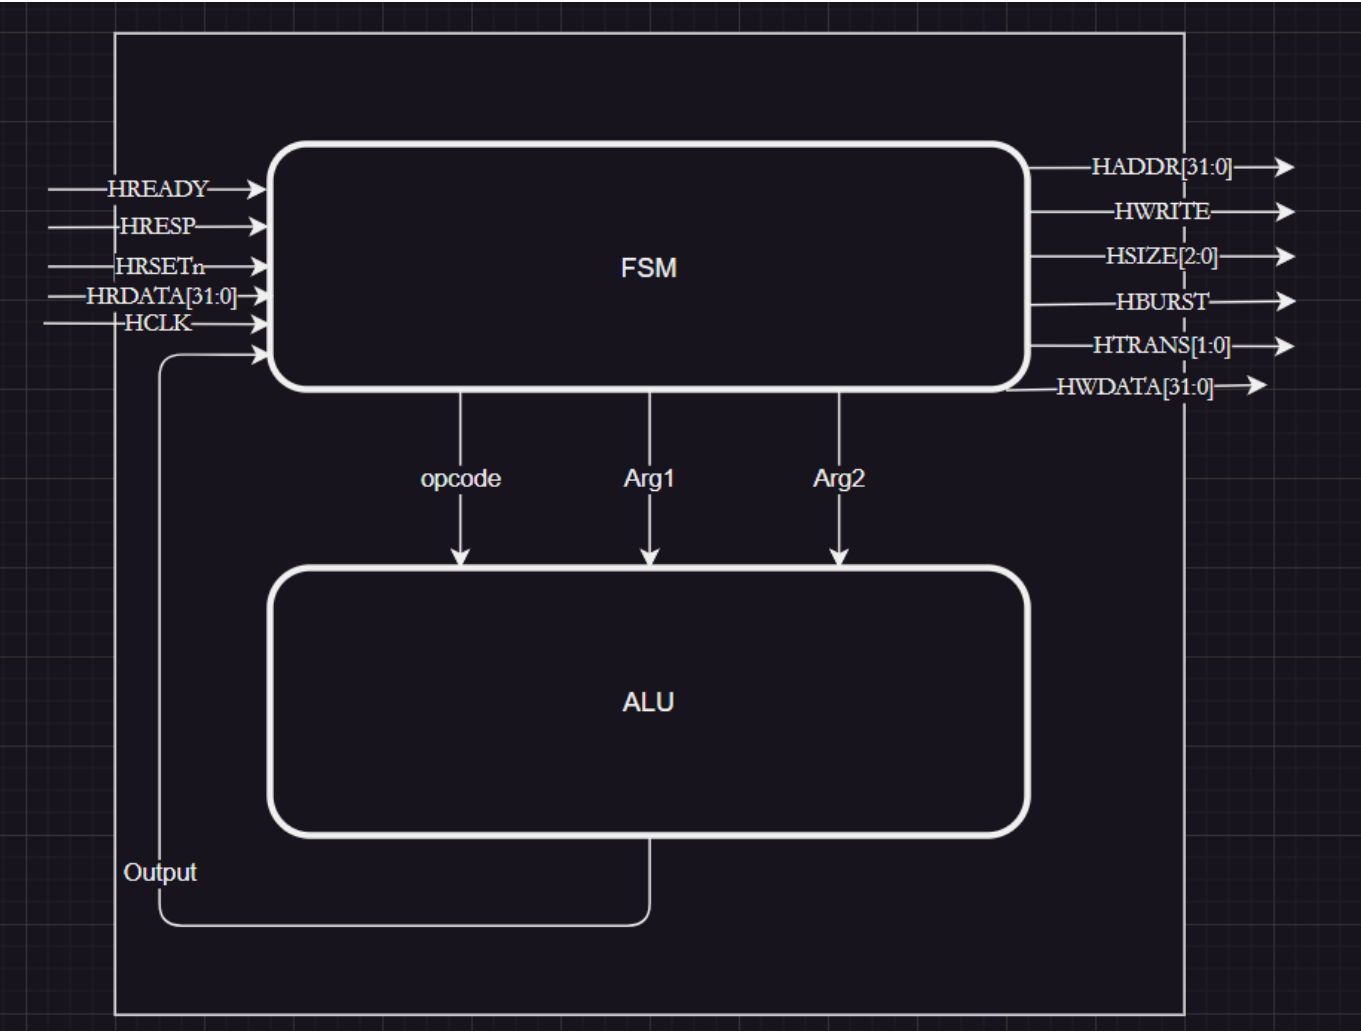 HREADY
HRESP
HRSETn
HRDATA[31:0]
HCLK
FSM
HADDR[31:0]
HWRITE
HSIZE[2:0]
HBURST
HTRANS[1:0]
HWDATA[31:0]
opcode
Arg1
Arg2
ALU
Output